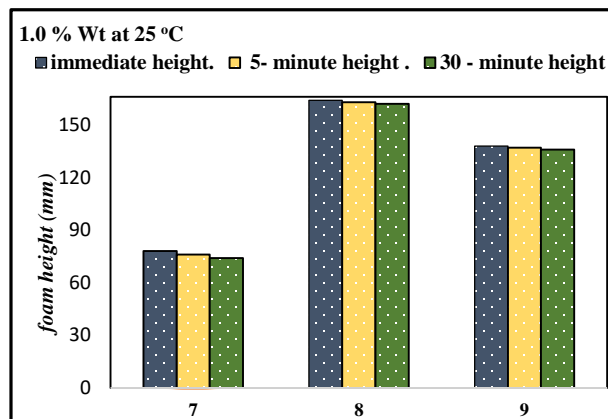 1.0 % Wt at 25 ºC
immediate height. 5- minute height . 30 - minute height
foam height (mm)
150
120
90
60
30
0
7 8 9